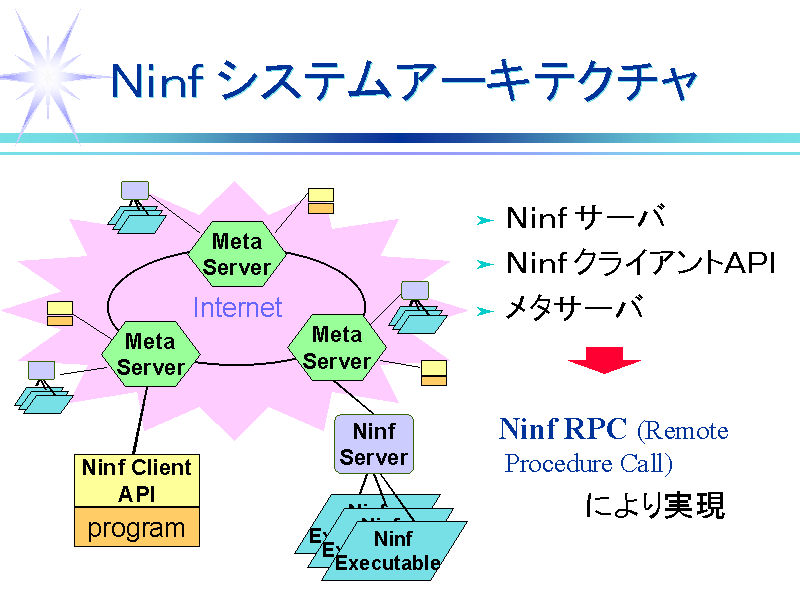 Ninf システムアーキテクチャ
Meta
Server
Internet
Meta
Server
Meta
Server
Ninf Client
API
program
Ninf
Server
Ninf
Executable
Ninf サーバ
Ninf クライアントAPI
メタサーバ
Ninf RPC (Remote
Procedure Call)
により実現